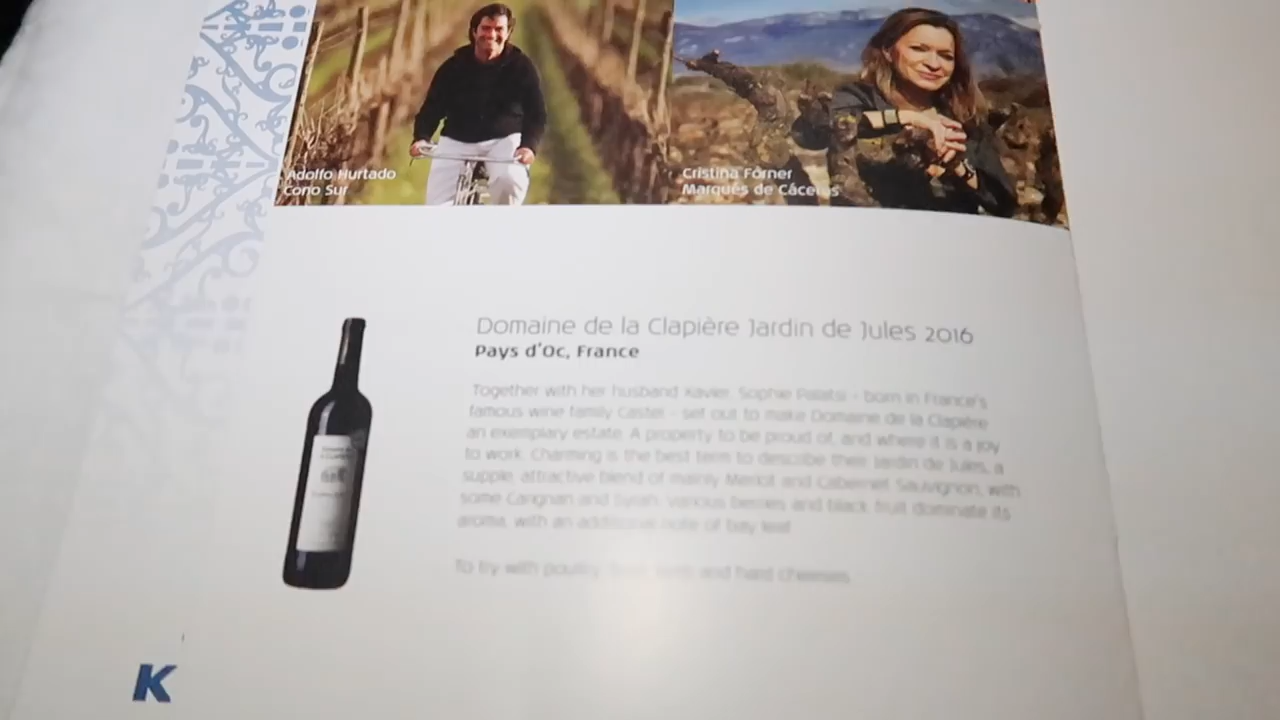 Adolfo Hurtado
Cono Sur
Cristina Forner
Marqués de Cáceres
Domaine de la Clapière Jardin de Jules 2016
Pays d'Oc, France
Together with her husband Xavier, Sophie Palatsi - born in France's
famous wine family Castel - set out to make Domaine de la Clapière
an exemplary estate. A property to be proud of, and where it is a joy
to work. Charming is the best term to describe their Jardin de Jules, a
supple, attractive blend of mainly Merlot and Cabernet Sauvignon, with
some Carignan and Syrah. Various berries and black fruit dominate its
aroma, with an additional note of bay leaf.
To try with poultry, and hard cheeses.
K